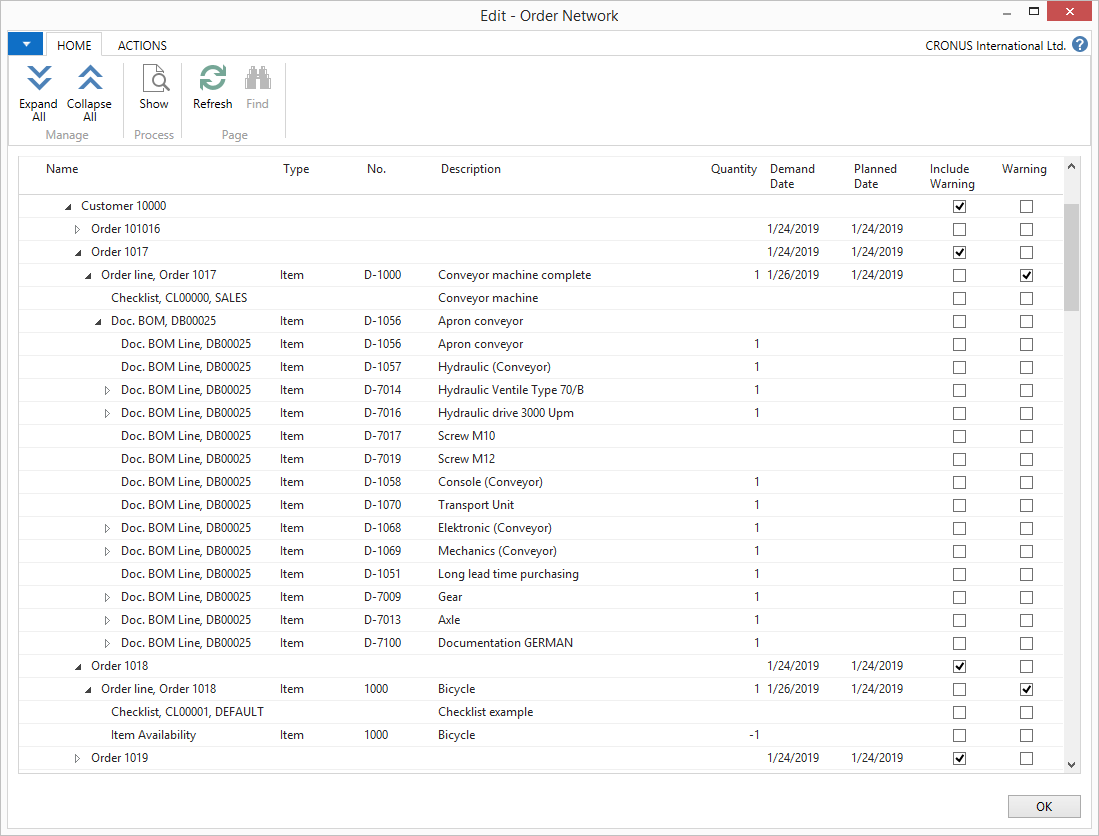 Edit - Order Network
HOME ACTIONS CRONUS International Ltd. ?
Expand All Collapse All Show Refresh Find
Manage Process Page
Name Type No. Description Quantity Demand Date Planned Date Include Warning Warning
Customer 10000
Order 101016 1/24/2019 1/24/2019
Order 1017 1/24/2019 1/24/2019
Order line, Order 1017 Item D-1000 Conveyor machine complete 1 1/26/2019 1/24/2019
Checklist, CL00000, SALES Conveyor machine
Doc. BOM, DB00025 Item D-1056 Apron conveyor
Doc. BOM Line, DB00025 Item D-1056 Apron conveyor 1
Doc. BOM Line, DB00025 Item D-1057 Hydraulic (Conveyor) 1
Doc. BOM Line, DB00025 Item D-7014 Hydraulic Ventile Type 70/B 1
Doc. BOM Line, DB00025 Item D-7016 Hydraulic drive 3000 Upm 1
Doc. BOM Line, DB00025 Item D-7017 Screw M10
Doc. BOM Line, DB00025 Item D-7019 Screw M12
Doc. BOM Line, DB00025 Item D-1058 Console (Conveyor) 1
Doc. BOM Line, DB00025 Item D-1070 Transport Unit 1
Doc. BOM Line, DB00025 Item D-1068 Elektronic (Conveyor) 1
Doc. BOM Line, DB00025 Item D-1069 Mechanics (Conveyor) 1
Doc. BOM Line, DB00025 Item D-1051 Long lead time purchasing 1
Doc. BOM Line, DB00025 Item D-7009 Gear 1
Doc. BOM Line, DB00025 Item D-7013 Axle 1
Doc. BOM Line, DB00025 Item D-7100 Documentation GERMAN 1
Order 1018 1/24/2019 1/24/2019
Order line, Order 1018 Item 1000 Bicycle 1 1/26/2019 1/24/2019
Checklist, CL00001, DEFAULT Checklist example
Item Availability Item 1000 Bicycle -1
Order 1019 1/24/2019 1/24/2019
OK